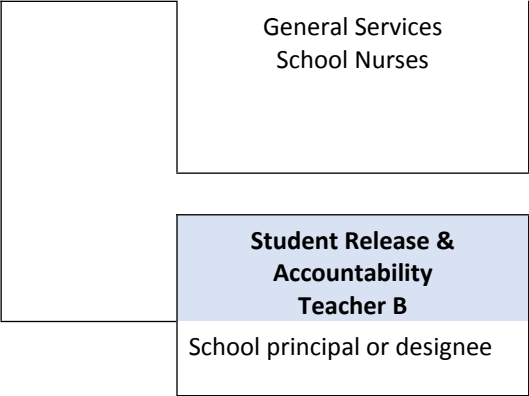 General Services
School Nurses
Student Release &
Accountability
Teacher B
School principal or designee